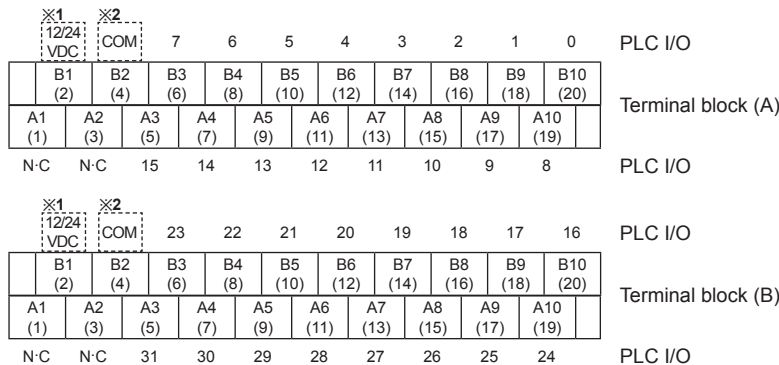 ※1 ※2
12/24 VDC COM 7 6 5 4 3 2 1 0 PLC I/O
B1 B2 B3 B4 B5 B6 B7 B8 B9 B10
(2) (4) (6) (8) (10) (12) (14) (16) (18) (20)
Terminal block (A)
A1 A2 A3 A4 A5 A6 A7 A8 A9 A10
(1) (3) (5) (7) (9) (11) (13) (15) (17) (19)
N·C N·C 15 14 13 12 11 10 9 8 PLC I/O
※1 ※2
12/24 VDC COM 23 22 21 20 19 18 17 16 PLC I/O
B1 B2 B3 B4 B5 B6 B7 B8 B9 B10
(2) (4) (6) (8) (10) (12) (14) (16) (18) (20)
Terminal block (B)
A1 A2 A3 A4 A5 A6 A7 A8 A9 A10
(1) (3) (5) (7) (9) (11) (13) (15) (17) (19)
N·C N·C 31 30 29 28 27 26 25 24 PLC I/O